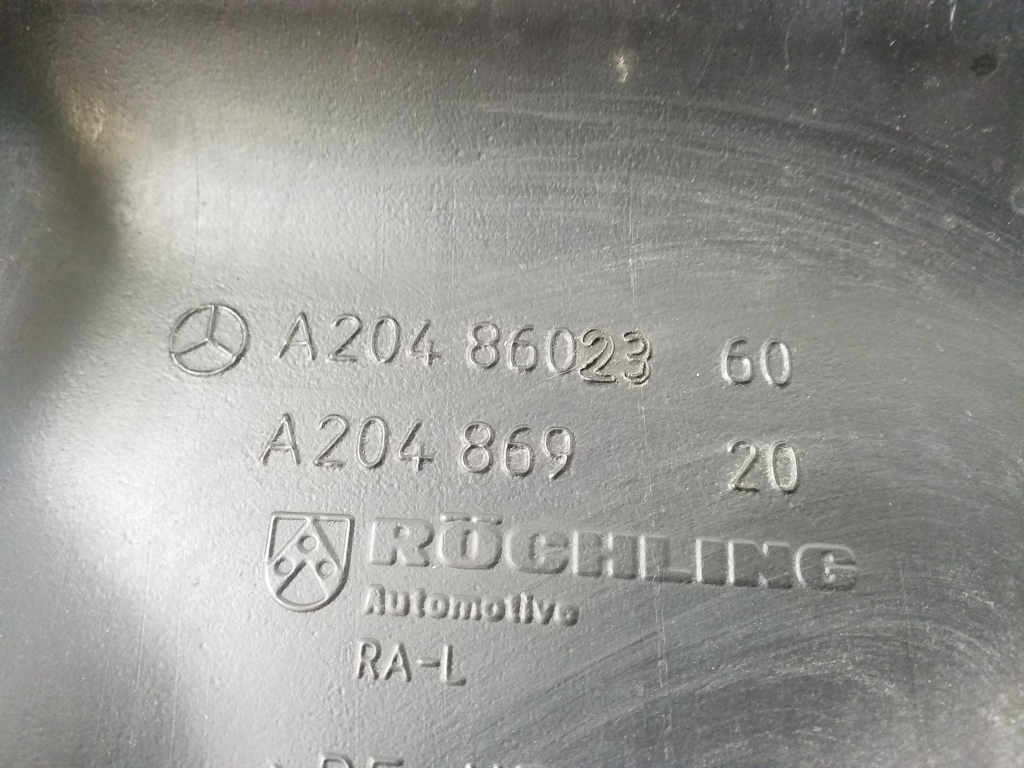 A204 86023 60
A204 869 20
RÖCHLING
Automotive
RA-L